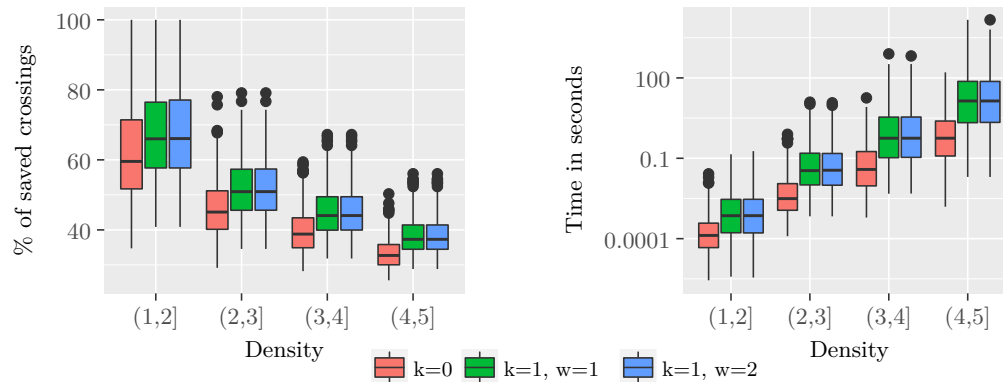 % of saved crossings
100
80
60
40
(1,2] (2,3] (3,4] (4,5]
Density
Time in seconds
100
0.1
0.0001
(1,2] (2,3] (3,4] (4,5]
Density
k=0 k=1, w=1 k=1, w=2